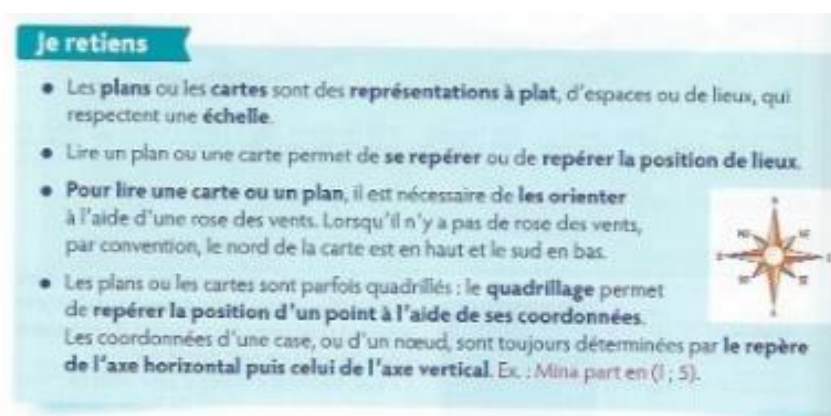 Je retiens
• Les plans ou les cartes sont des représentations à plat, d'espaces ou de lieux, qui
respectent une échelle.
• Lire un plan ou une carte permet de se repérer ou de repérer la position de lieux.
• Pour lire une carte ou un plan, il est nécessaire de les orienter
à l'aide d'une rose des vents. Lorsqu'il n'y a pas de rose des vents,
par convention, le nord de la carte est en haut et le sud en bas.
• Les plans ou les cartes sont parfois quadrillés : le quadrillage permet
de repérer la position d'un point à l'aide de ses coordonnées.
Les coordonnées d'une case, ou d'un nœud, sont toujours déterminées par le repère
de l'axe horizontal puis celui de l'axe vertical. Ex. : Mina part en (I ; 5).